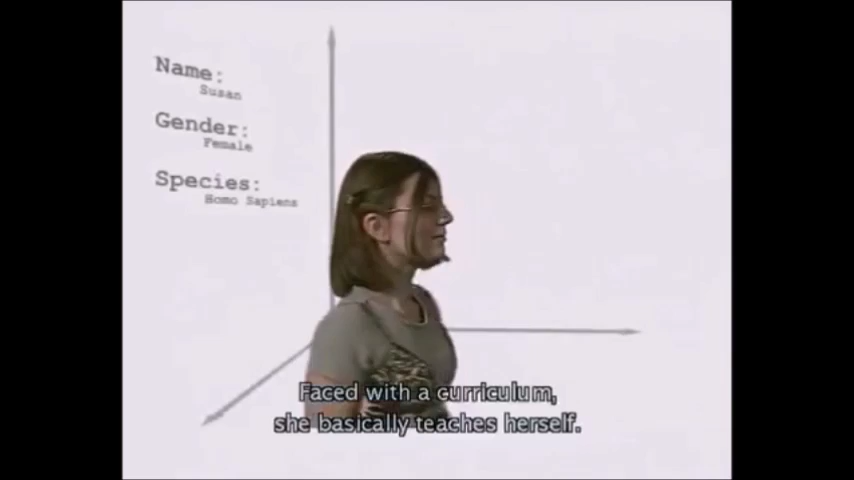 Name:
Susan
Gender:
Female
Species:
Homo Sapiens
Faced with a curriculum,
she basically teaches herself.